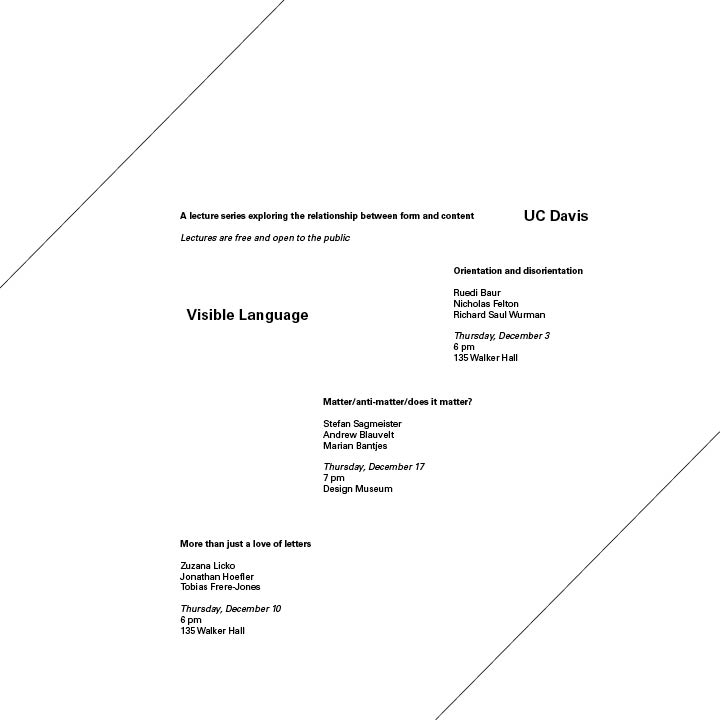 A lecture series exploring the relationship between form and content
UC Davis
Lectures are free and open to the public
Orientation and disorientation
Ruedi Baur
Nicholas Felton
Richard Saul Wurman
Thursday, December 3
6 pm
135 Walker Hall
Visible Language
Matter/anti-matter/does it matter?
Stefan Sagmeister
Andrew Blauvelt
Marian Bantjes
Thursday, December 17
7 pm
Design Museum
More than just a love of letters
Zuzana Licko
Jonathan Hoefler
Tobias Frere-Jones
Thursday, December 10
6 pm
135 Walker Hall